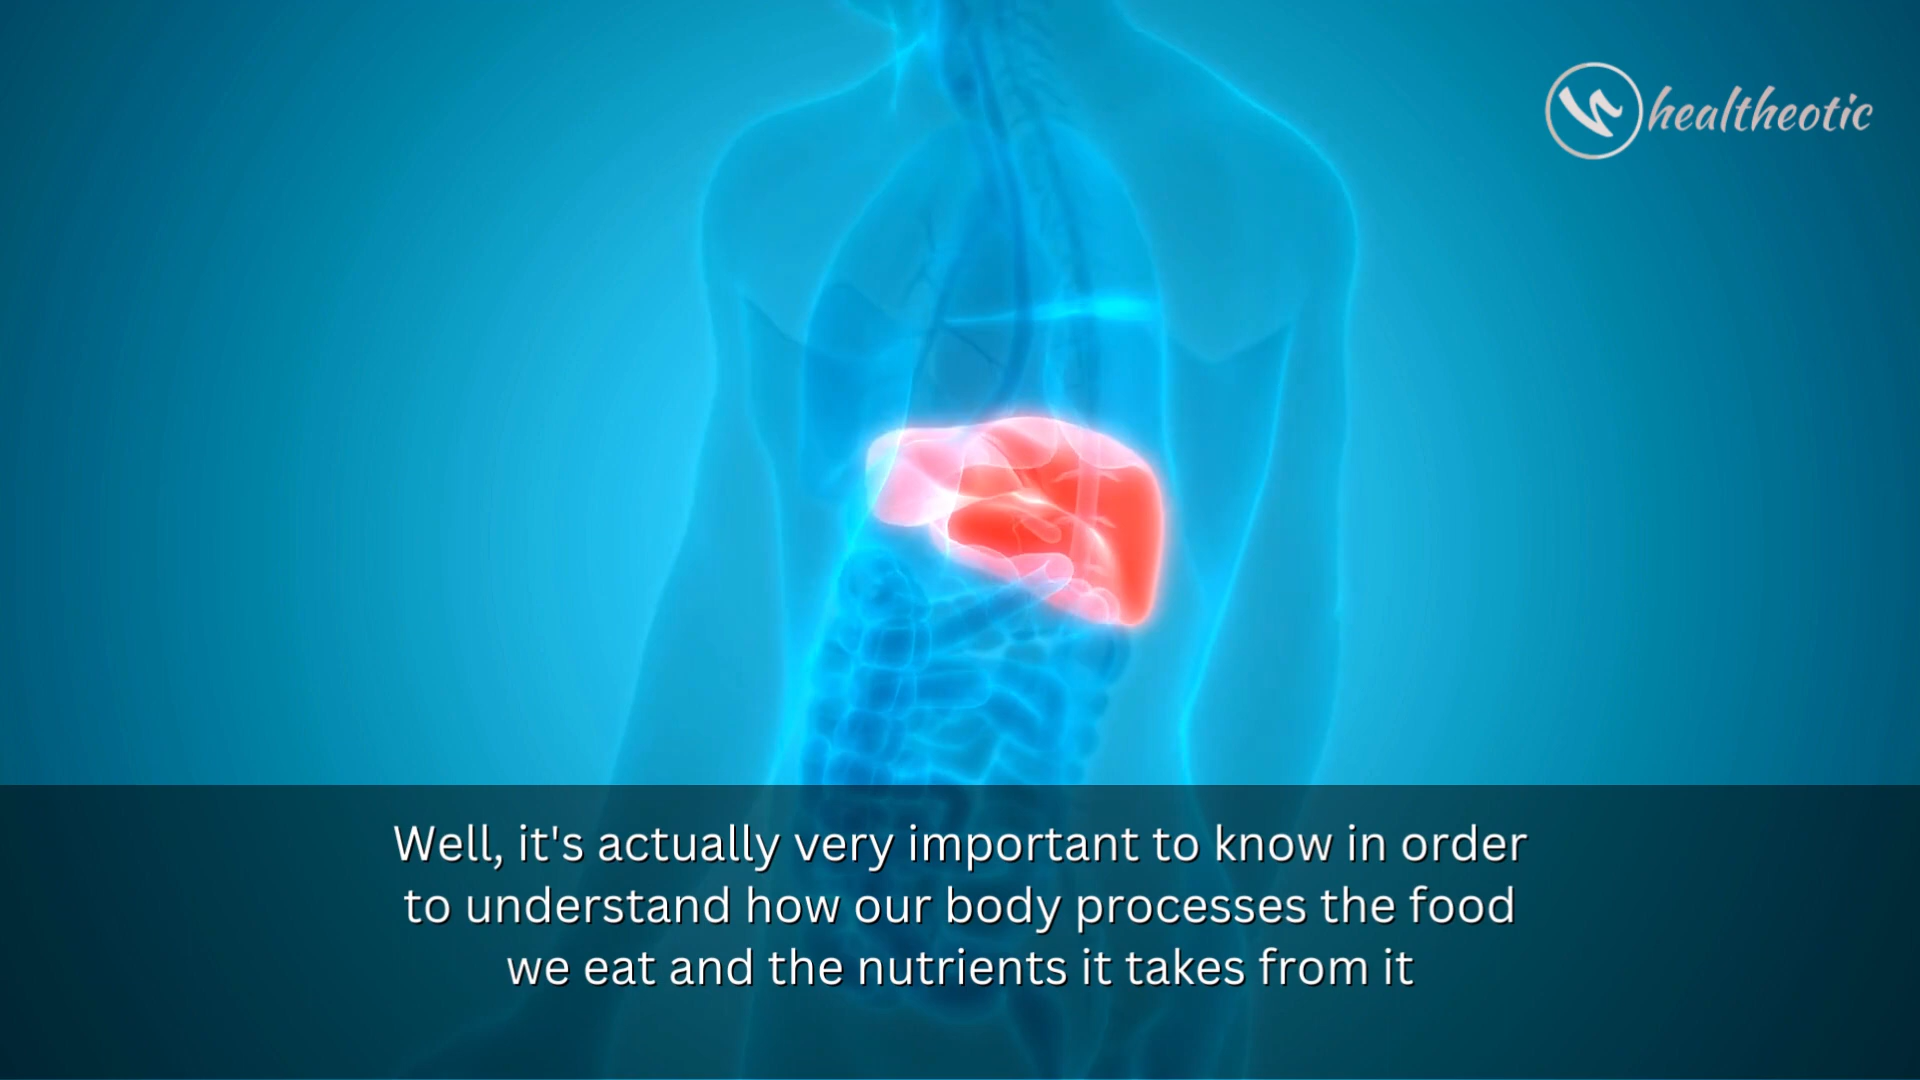 healtheotic
Well, it's actually very important to know in order
to understand how our body processes the food
we eat and the nutrients it takes from it